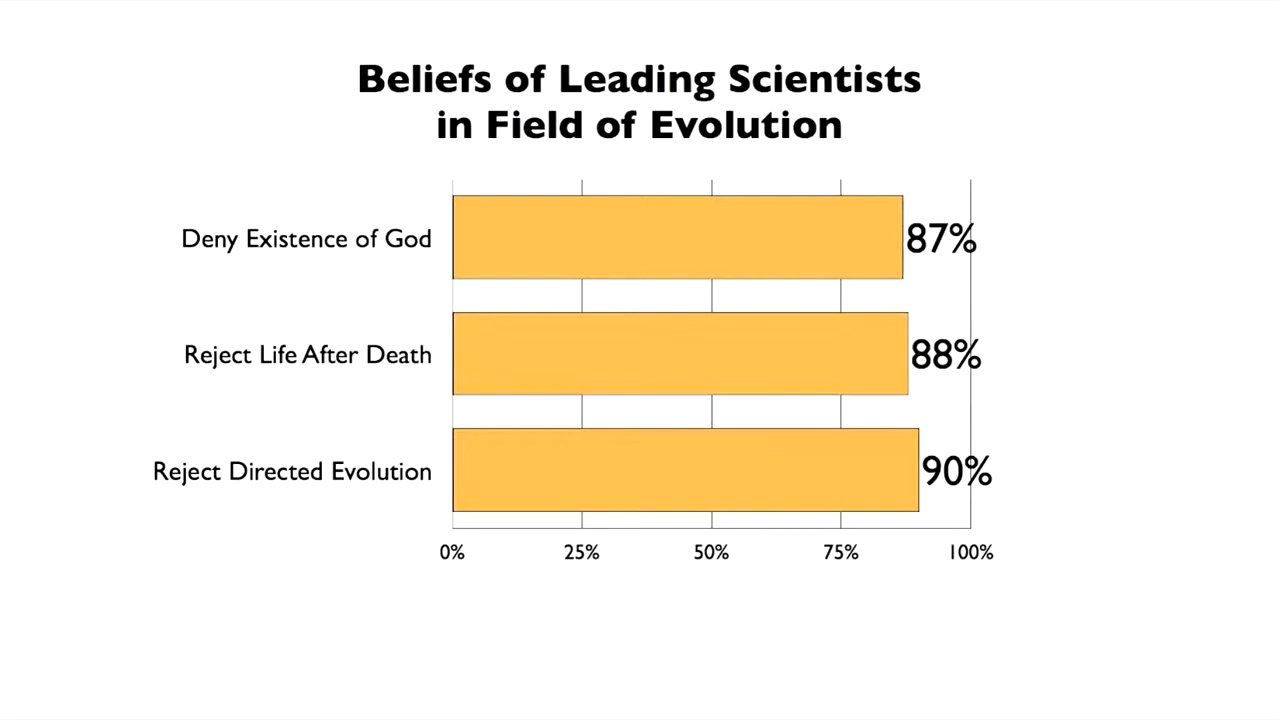 Beliefs of Leading Scientists
in Field of Evolution
Deny Existence of God
87%
Reject Life After Death
88%
Reject Directed Evolution
90%
0% 25% 50% 75% 100%